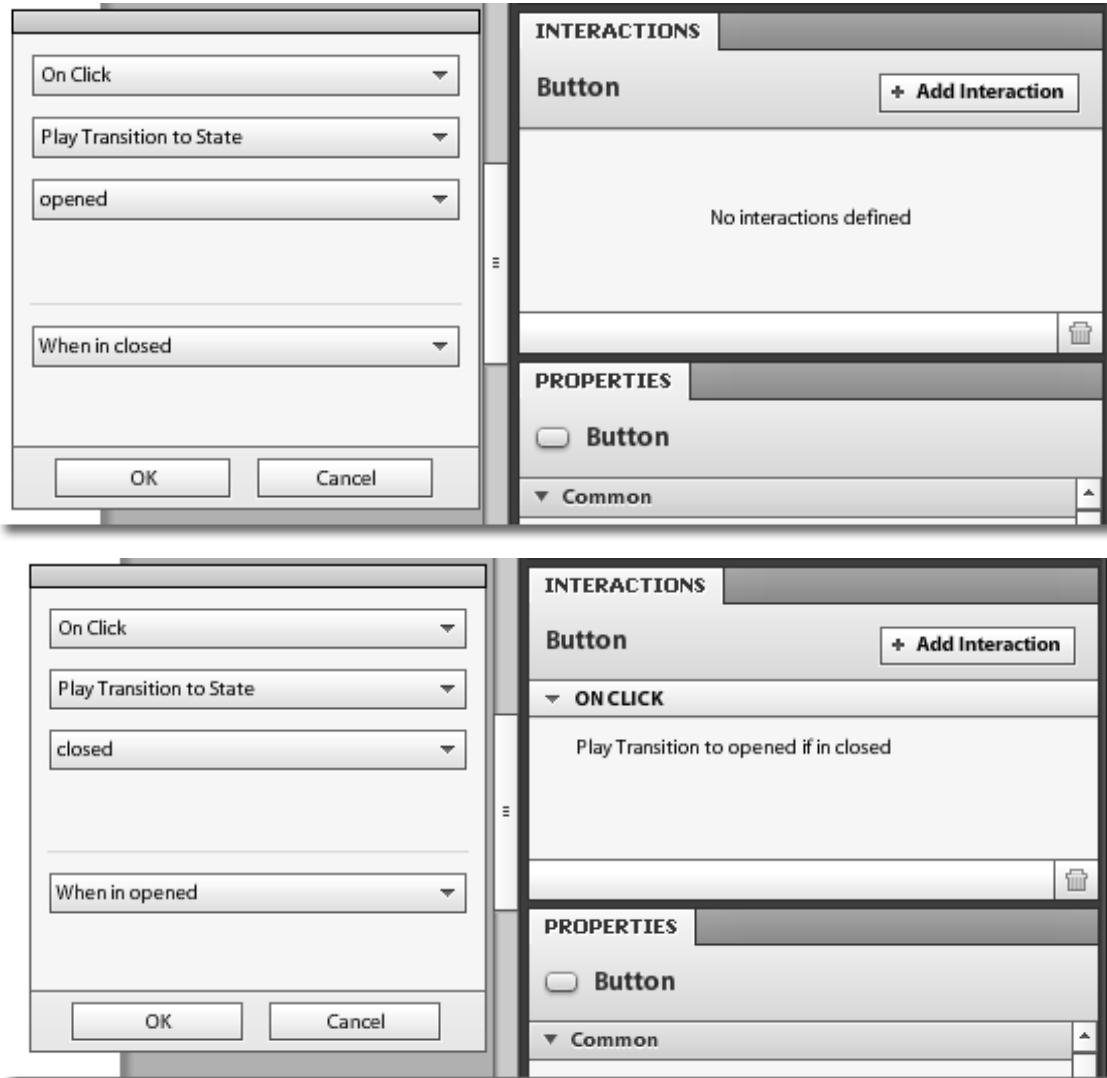 On Click
Play Transition to State
opened
When in closed
OK
Cancel
INTERACTIONS
Button
+ Add Interaction
No interactions defined
PROPERTIES
Button
Common
On Click
Play Transition to State
closed
When in opened
OK
Cancel
INTERACTIONS
Button
+ Add Interaction
ON CLICK
Play Transition to opened if in closed
PROPERTIES
Button
Common